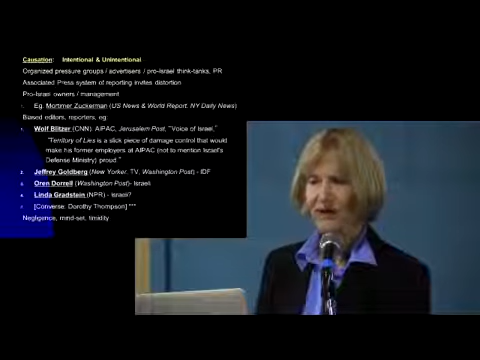 Causation: Intentional & Unintentional
Organized pressure groups / advertisers / pro-Israel think-tanks, PR
Associated Press system of reporting invites distortion
Pro-Israel owners / management
Eg. Mortimer Zuckerman (US News & World Report, NY Daily News)
Biased editors, reporters, eg:
1. Wolf Blitzer (CNN). AIPAC, Jerusalem Post, "Voice of Israel,"
"Territory of Lies is a slick piece of damage control that would
make his former employers at AIPAC (not to mention Israel's
Defense Ministry) proud."
2. Jeffrey Goldberg (New Yorker, TV, Washington Post) - IDF
3. Oren Dorrell (Washington Post)- Israeli
4. Linda Gradstein (NPR) - Israeli?
[Converse: Dorothy Thompson] ***
Negligence, mind-set, timidity